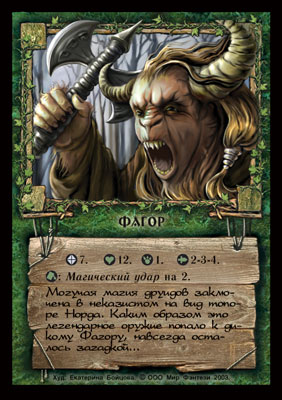 ФАГОР
7. 12. 1. 2-3-4.
: Магический удар на 2.
Могучая магия друидов заклю-
чена в неказистом на вид топо-
ре Норда. Каким образом это
легендарное оружие попало к ди-
кому Фагору, навсегда оста-
лось загадкой...
Худ. Екатерина Бойцова. © ООО Мир Фэнтези 2003.